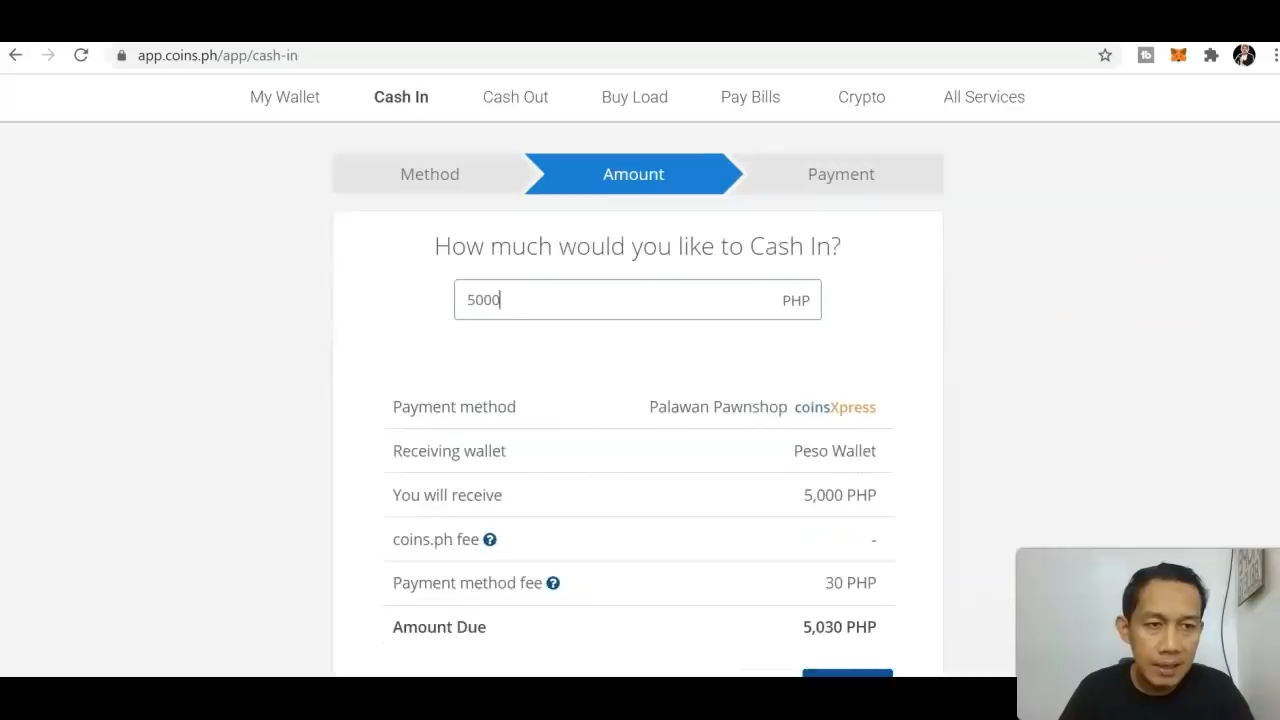 app.coins.ph/app/cash-in
My Wallet Cash In Cash Out Buy Load Pay Bills Crypto All Services
Method Amount Payment
How much would you like to Cash In?
5000 PHP
Payment method Palawan Pawnshop coinsXpress
Receiving wallet Peso Wallet
You will receive 5,000 PHP
coins.ph fee ? -
Payment method fee ? 30 PHP
Amount Due 5,030 PHP